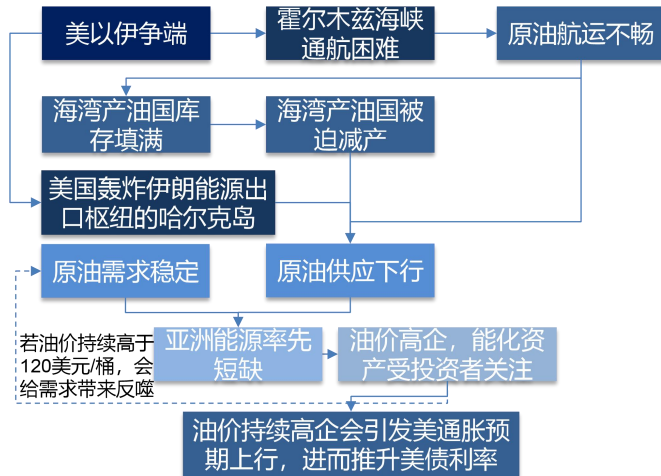 美以伊争端
霍尔木兹海峡
通航困难
原油航运不畅
海湾产油国库
存填满
海湾产油国被
迫减产
美国轰炸伊朗能源出
口枢纽的哈尔克岛
原油需求稳定
原油供应下行
若油价持续高于
120美元/桶，会
给需求带来反噬
亚洲能源率先
短缺
油价高企，能化资
产受投资者关注
油价持续高企会引发美通胀预
期上行，进而推升美债利率